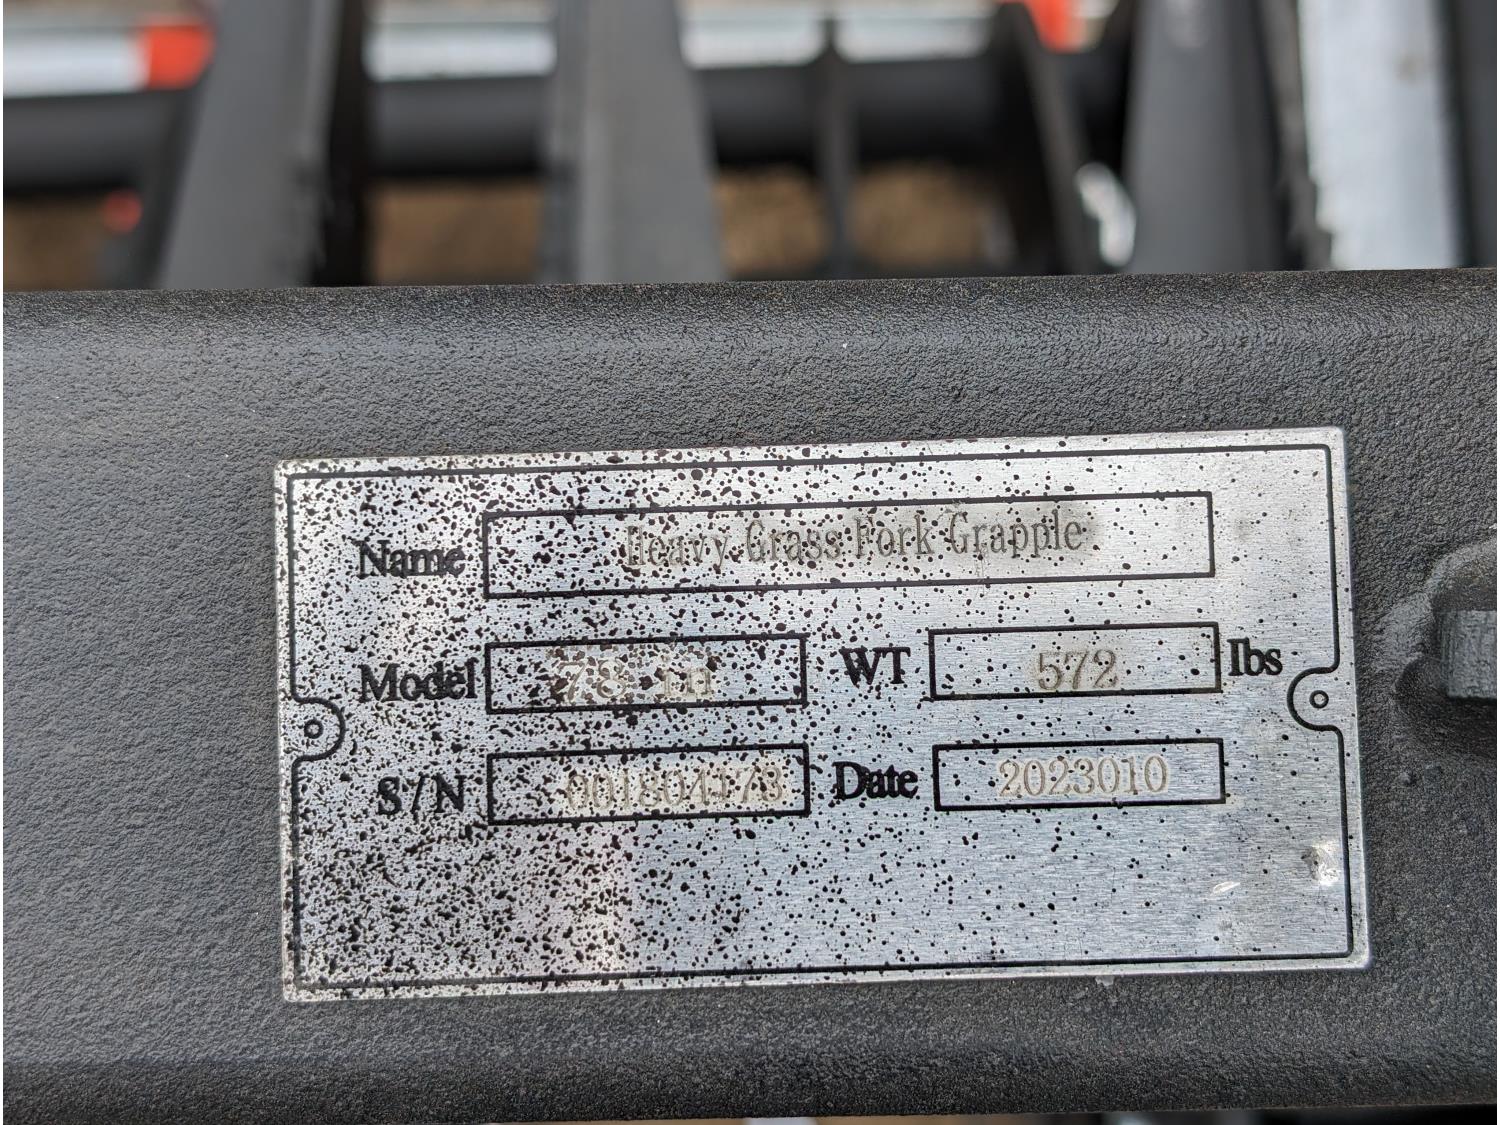 Name Heavy Grass Fork Grapple
Model 78 in WT 572 lbs
S/N 001804173 Date 2023010